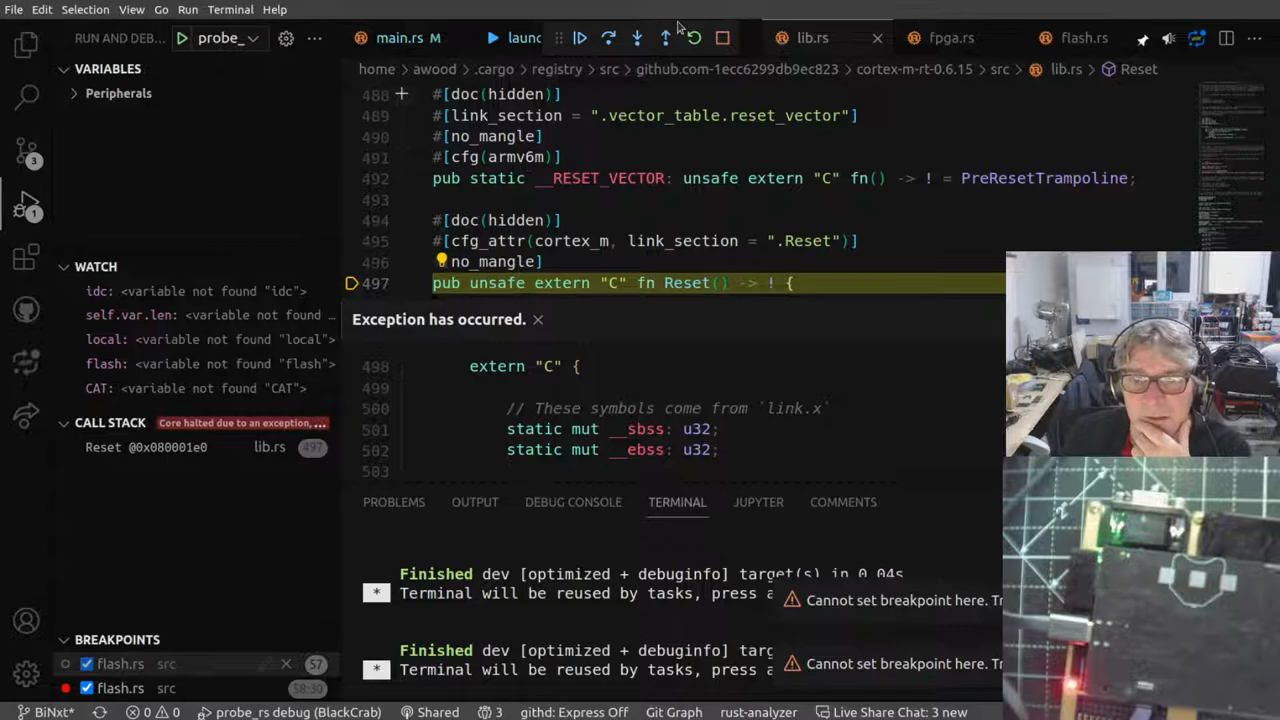 File Edit Selection View Go Run Terminal Help
RUN AND DEB... probe_ main.rs M launc lib.rs fpga.rs flash.rs
home awood .cargo registry src github.com-1ecc6299db9ec823 cortex-m-rt-0.6.15 src lib.rs Reset
VARIABLES
Peripherals
488 #[doc(hidden)]
489 #[link_section = ".vector_table.reset_vector"]
490 #[no_mangle]
491 #[cfg(armv6m)]
492 pub static __RESET_VECTOR: unsafe extern "C" fn() -> ! = PreResetTrampoline;
493
494 #[doc(hidden)]
495 #[cfg_attr(cortex_m, link_section = ".Reset")]
496 no_mangle]
497 pub unsafe extern "C" fn Reset() -> ! {
Exception has occurred.
498 extern "C" {
499
500 // These symbols come from `link.x`
501 static mut __sbss: u32;
502 static mut __ebss: u32;
503
3
1
WATCH
idc: <variable not found "idc">
self.var.len: <variable not found ...
local: <variable not found "local">
flash: <variable not found "flash">
CAT: <variable not found "CAT">
CALL STACK Core halted due to an exception, ...
Reset @0x080001e0 lib.rs 497
PROBLEMS OUTPUT DEBUG CONSOLE TERMINAL JUPYTER COMMENTS
Finished dev [optimized + debuginfo] target(s) in 0.04s
* Terminal will be reused by tasks, press a
Cannot set breakpoint here. Tr
Finished dev [optimized + debuginfo] targ
* Terminal will be reused by tasks, press a
Cannot set breakpoint here. Tr
BREAKPOINTS
flash.rs src 57
flash.rs src 58:30
BiNxt* 0 0 probe_rs debug (BlackCrab) Shared 3 githd: Express Off Git Graph rust-analyzer Live Share Chat: 3 new